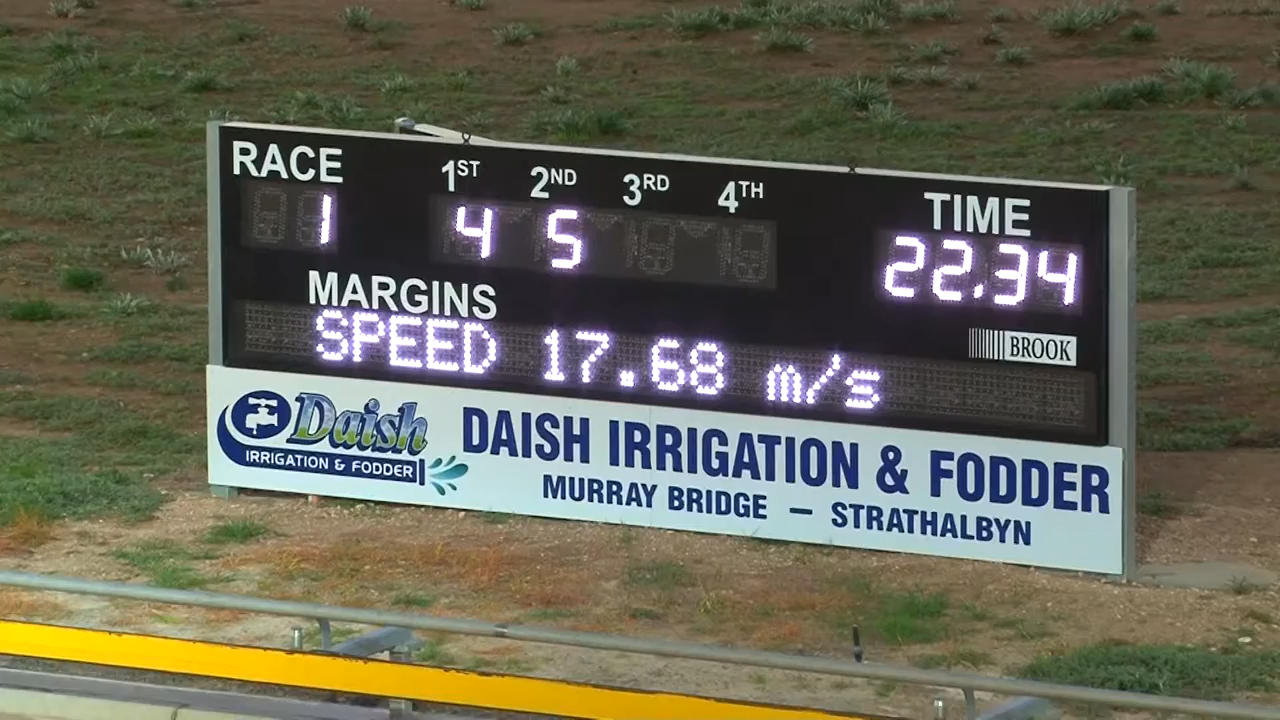 RACE 1ST 2ND 3RD 4TH TIME
1 4 5 22.34
MARGINS
SPEED 17.68 m/s
BROOK
Daish
IRRIGATION & FODDER
DAISH IRRIGATION & FODDER
MURRAY BRIDGE – STRATHALBYN